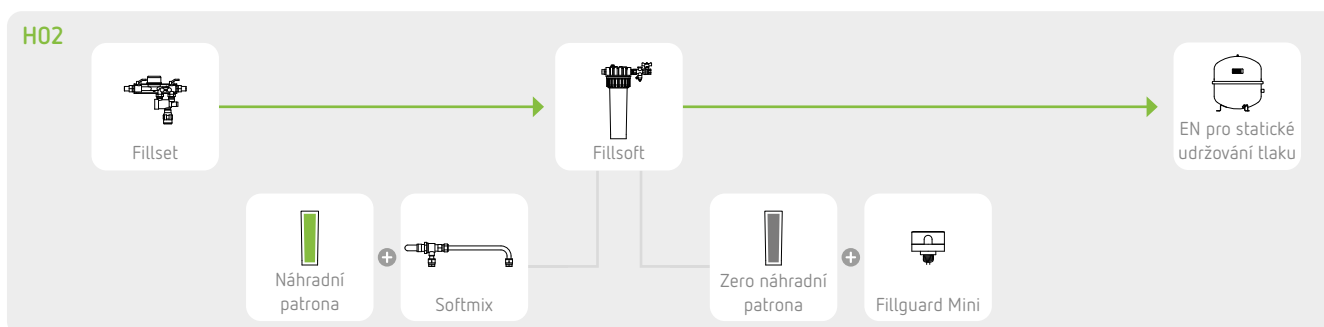 H02
Fillset
Fillsoft
EN pro statické
udržování tlaku
Náhradní
patrona
Softmix
Zero náhradní
patrona
Fillguard Mini